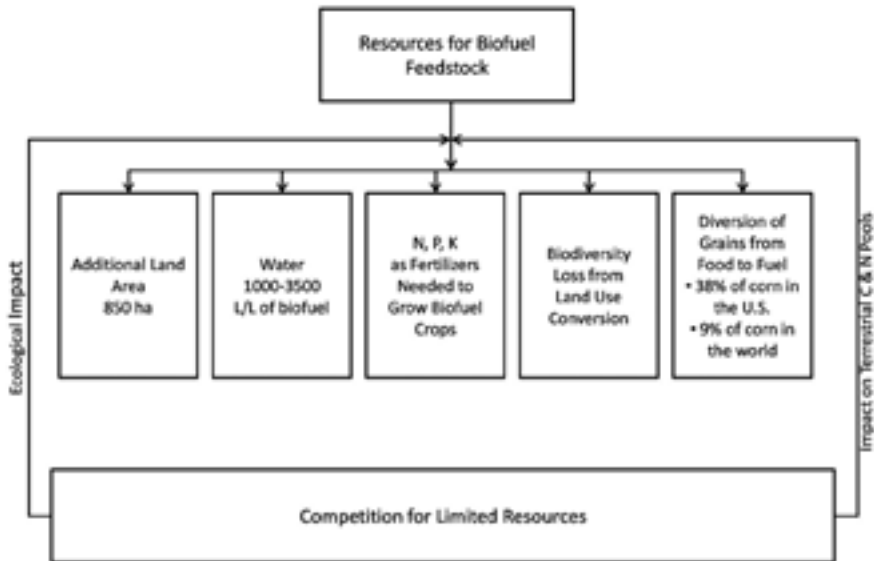 Resources for Biofuel
Feedstock
Additional Land
Area
850 ha
Water
1000-3500
L/L of biofuel
N, P, K
as Fertilizers
Needed to
Grow Biofuel
Crops
Biodiversity
Loss from
Land Use
Conversion
Diversion of
Grains from
Food to Fuel
• 38% of corn in
the U.S.
• 9% of corn in
the world
Ecological Impact
Impact on Terrestrial C & N Pools
Competition for Limited Resources